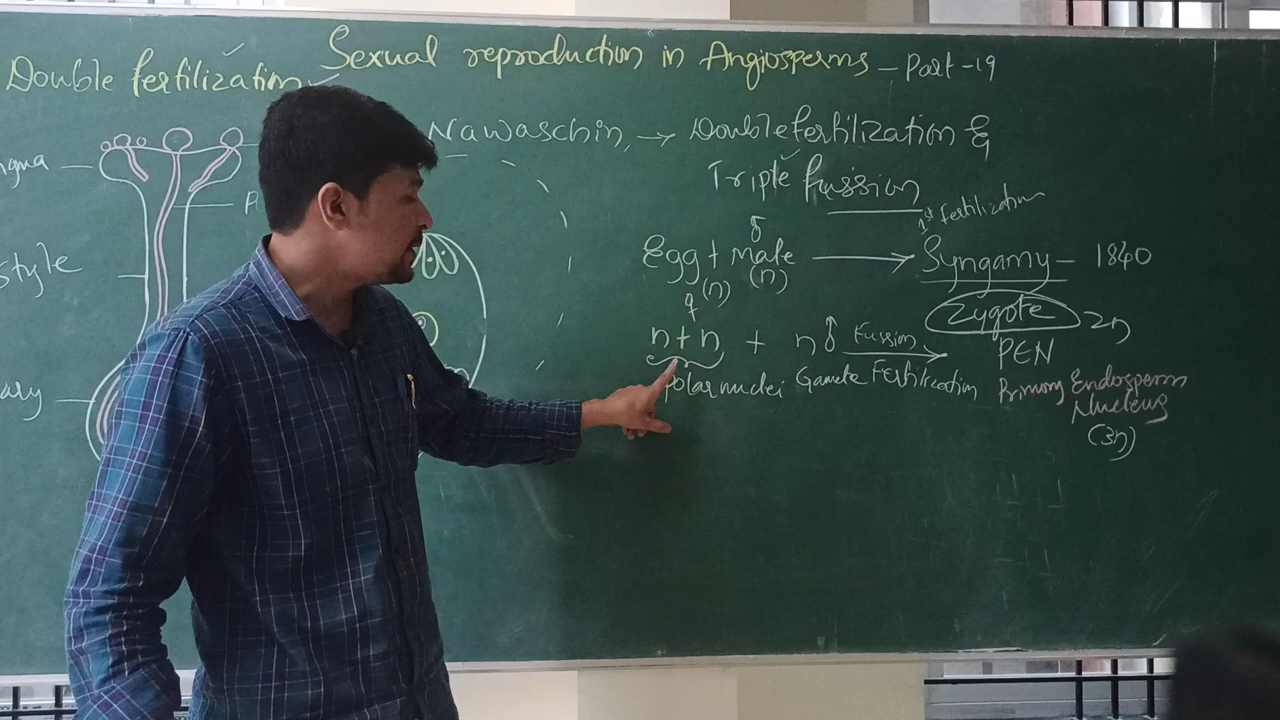 Sexual reproduction in Angiosperms - Part -19
Double fertilization
Nawaschin, → Double fertilization &
Triple fussion
1st fertilization
♂
Egg + Male → Syngamy - 1840
♀ (n) (n)
Zygote 2n
n + n + n♂ Fussion → PEN
polar nuclei Gamete Fertilization Primary Endosperm
Nucleus
(3n)
style